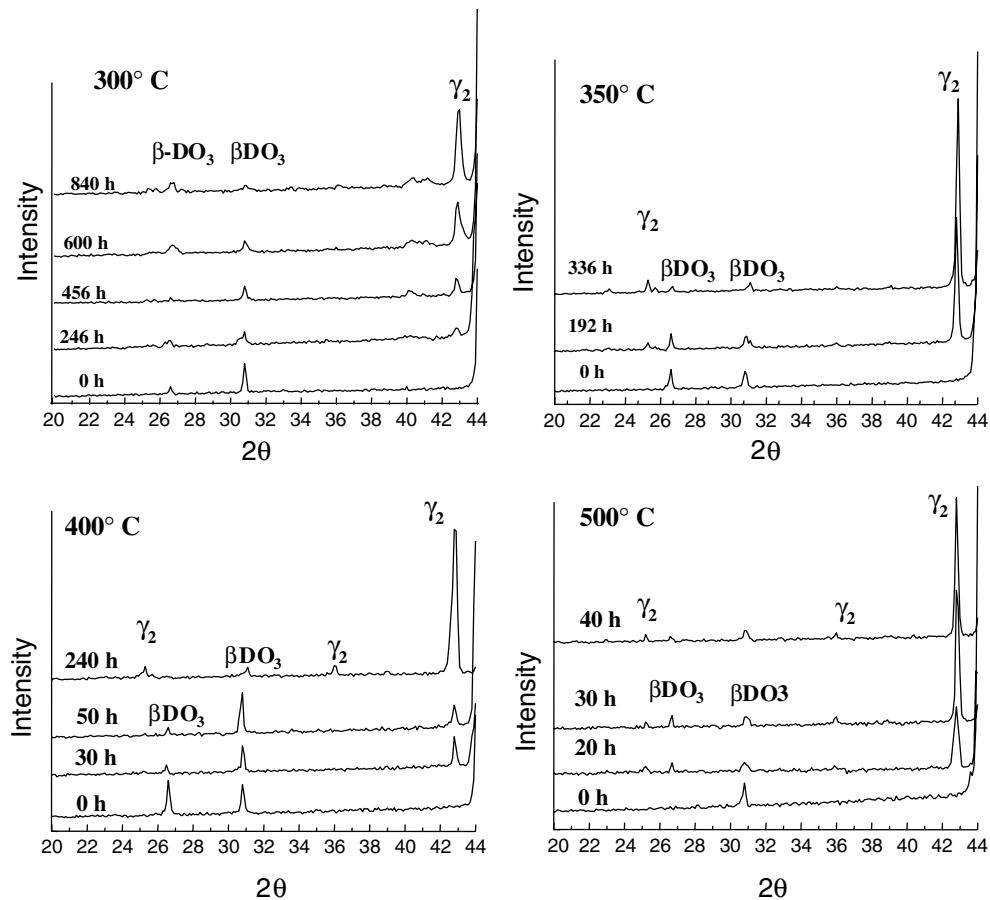 300° C
γ₂
β-DO₃ βDO₃
840 h
600 h
456 h
246 h
0 h
Intensity
20 22 24 26 28 30 32 34 36 38 40 42 44
2θ
350° C
γ₂
γ₂
336 h
βDO₃ βDO₃
192 h
0 h
Intensity
20 22 24 26 28 30 32 34 36 38 40 42 44
2θ
400° C
γ₂
γ₂ βDO₃ γ₂
240 h
βDO₃
50 h
30 h
0 h
Intensity
20 22 24 26 28 30 32 34 36 38 40 42 44
2θ
500° C
γ₂
40 h
γ₂ γ₂
30 h
βDO₃ βDO3
20 h
0 h
Intensity
20 22 24 26 28 30 32 34 36 38 40 42 44
2θ